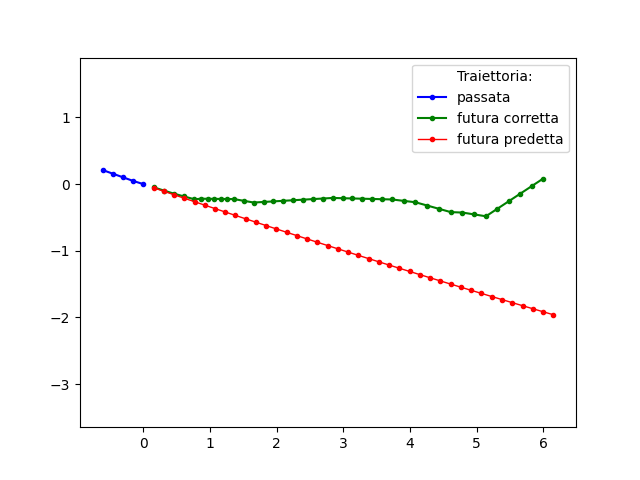 Traiettoria:
passata
futura corretta
futura predetta
1
0
−1
−2
−3
0 1 2 3 4 5 6